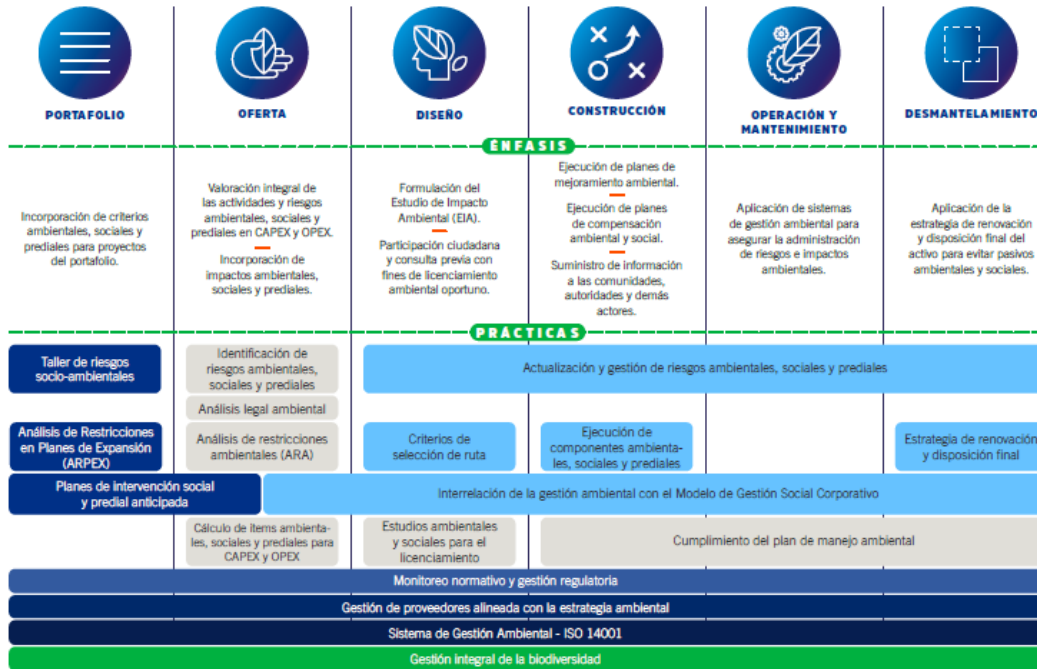 PORTAFOLIO
OFERTA
DISEÑO
CONSTRUCCIÓN
OPERACIÓN Y
MANTENIMIENTO
DESMANTELAMIENTO
ÉNFASIS
Incorporación de criterios
ambientales, sociales y
prediales para proyectos
del portafolio.
Valoración integral de
las actividades y riesgos
ambientales, sociales y
prediales en CAPEX y OPEX.
Incorporación de
impactos ambientales,
sociales y prediales.
Formulación del
Estudio de Impacto
Ambiental (EIA).
Participación ciudadana
y consulta previa con
fines de licenciamiento
ambiental oportuno.
Ejecución de planes de
mejoramiento ambiental.
Ejecución de planes
de compensación
ambiental y social.
Suministro de información
a las comunidades,
autoridades y demás
actores.
Aplicación de sistemas
de gestión ambiental para
asegurar la administración
de riesgos e impactos
ambientales.
Aplicación de la
estrategia de renovación
y disposición final del
activo para evitar pasivos
ambientales y sociales.
PRÁCTICAS
Taller de riesgos
socio-ambientales
Identificación de
riesgos ambientales,
sociales y prediales
Actualización y gestión de riesgos ambientales, sociales y prediales
Análisis legal ambiental
Análisis de Restricciones
en Planes de Expansión
(ARPEX)
Análisis de restricciones
ambientales (ARA)
Criterios de
selección de ruta
Ejecución de
componentes ambienta-
les, sociales y prediales
Estrategia de renovación
y disposición final
Planes de intervención social
y predial anticipada
Interrelación de la gestión ambiental con el Modelo de Gestión Social Corporativo
Cálculo de ítems ambienta-
les, sociales y prediales para
CAPEX y OPEX
Estudios ambientales
y sociales para el
licenciamiento
Cumplimiento del plan de manejo ambiental
Monitoreo normativo y gestión regulatoria
Gestión de proveedores alineada con la estrategia ambiental
Sistema de Gestión Ambiental - ISO 14001
Gestión integral de la biodiversidad